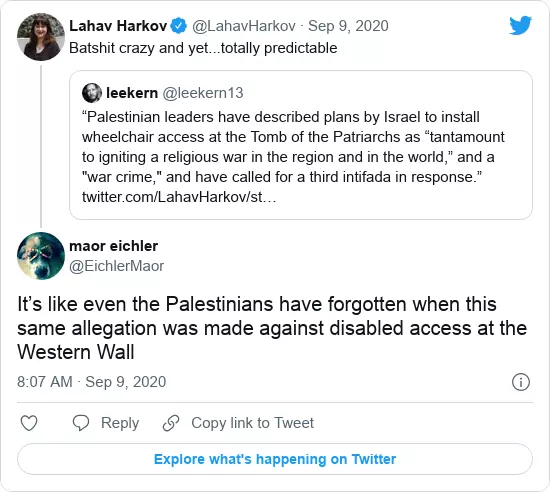 Lahav Harkov @LahavHarkov · Sep 9, 2020
Batshit crazy and yet...totally predictable
leekern @leekern13
“Palestinian leaders have described plans by Israel to install
wheelchair access at the Tomb of the Patriarchs as “tantamount
to igniting a religious war in the region and in the world,” and a
"war crime," and have called for a third intifada in response.”
twitter.com/LahavHarkov/st…
maor eichler
@EichlerMaor
It’s like even the Palestinians have forgotten when this
same allegation was made against disabled access at the
Western Wall
8:07 AM · Sep 9, 2020
Reply Copy link to Tweet
Explore what's happening on Twitter